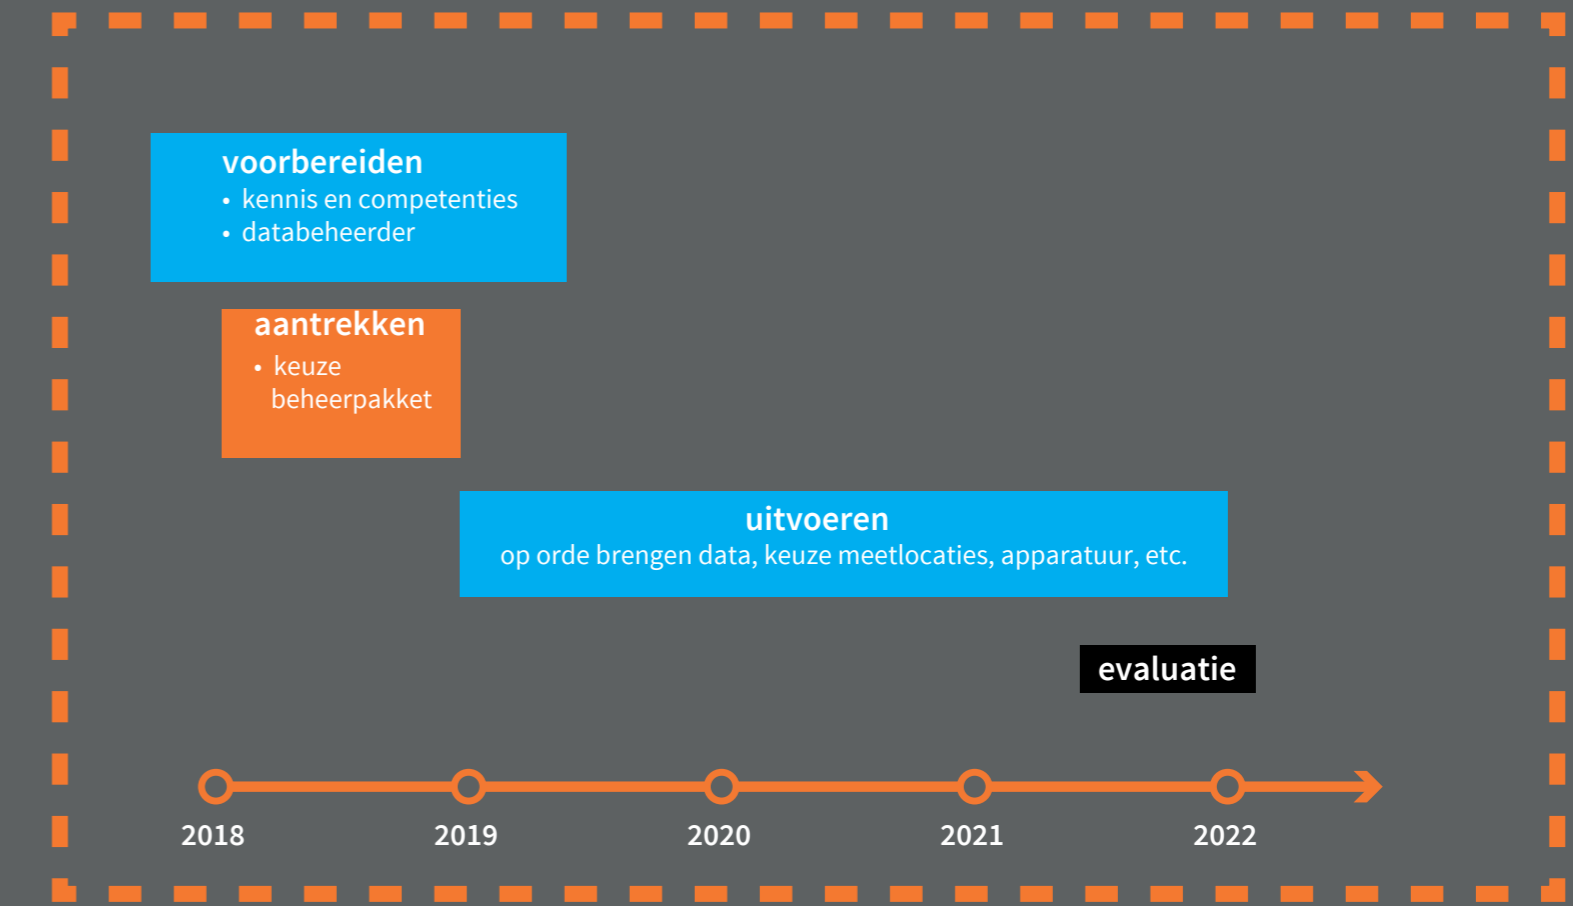 voorbereiden
• kennis en competenties
• databeheerder
aantrekken
• keuze
beheerpakket
uitvoeren
op orde brengen data, keuze meetlocaties, apparatuur, etc.
evaluatie
2018 2019 2020 2021 2022